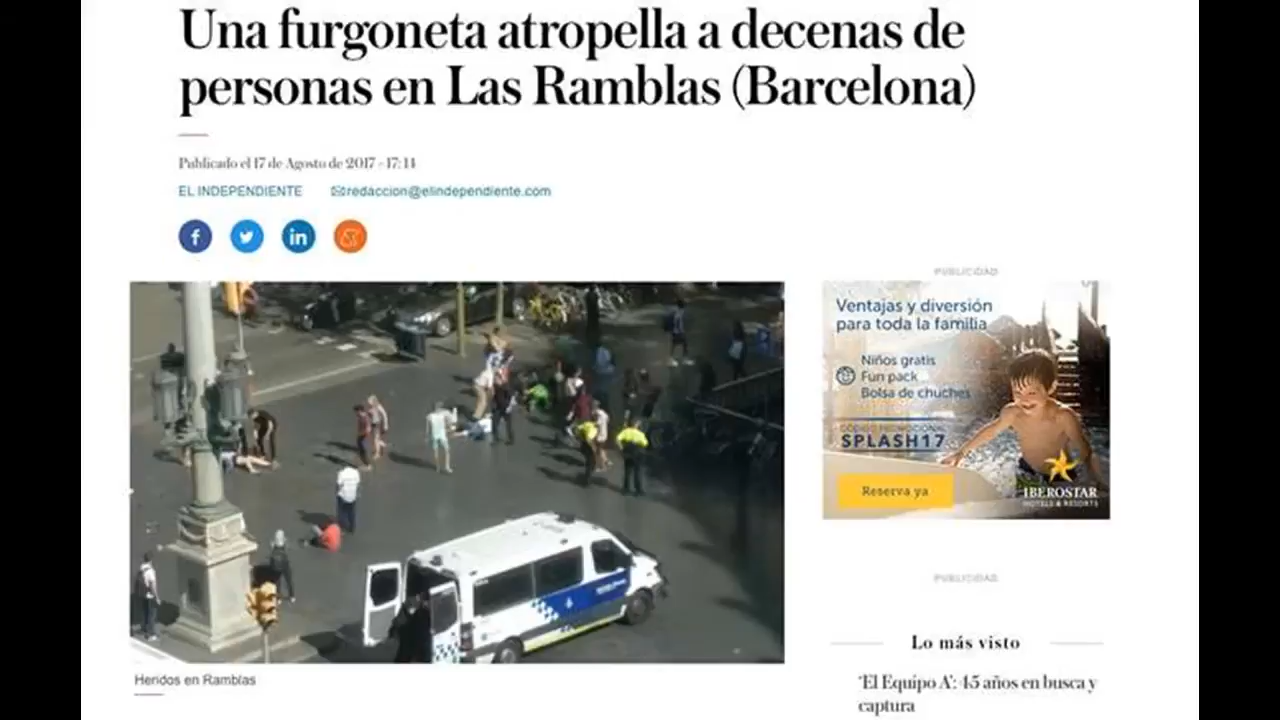 Una furgoneta atropella a decenas de
personas en Las Ramblas (Barcelona)
Publicado el 17 de Agosto de 2017 - 17:14
EL INDEPENDIENTE
redaccion@elindependiente.com
f
in
PUBLICIDAD
Ventajas y diversión
para toda la familia
Niños gratis
Fun pack
Bolsa de chuches
CÓDIGO PROMOCIONAL
SPLASH17
Reserva ya
IBEROSTAR
HOTELS & RESORTS
Heridos en Ramblas
PUBLICIDAD
Lo más visto
'El Equipo A': 45 años en busca y
captura